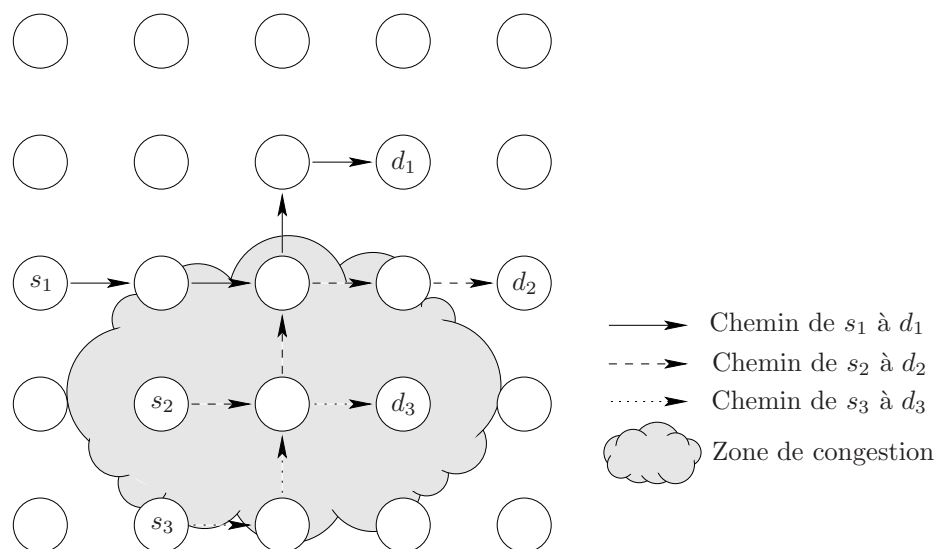 d₁
s₁
d₂
Chemin de s₁ à d₁
Chemin de s₂ à d₂
s₂
d₃
Chemin de s₃ à d₃
Zone de congestion
s₃